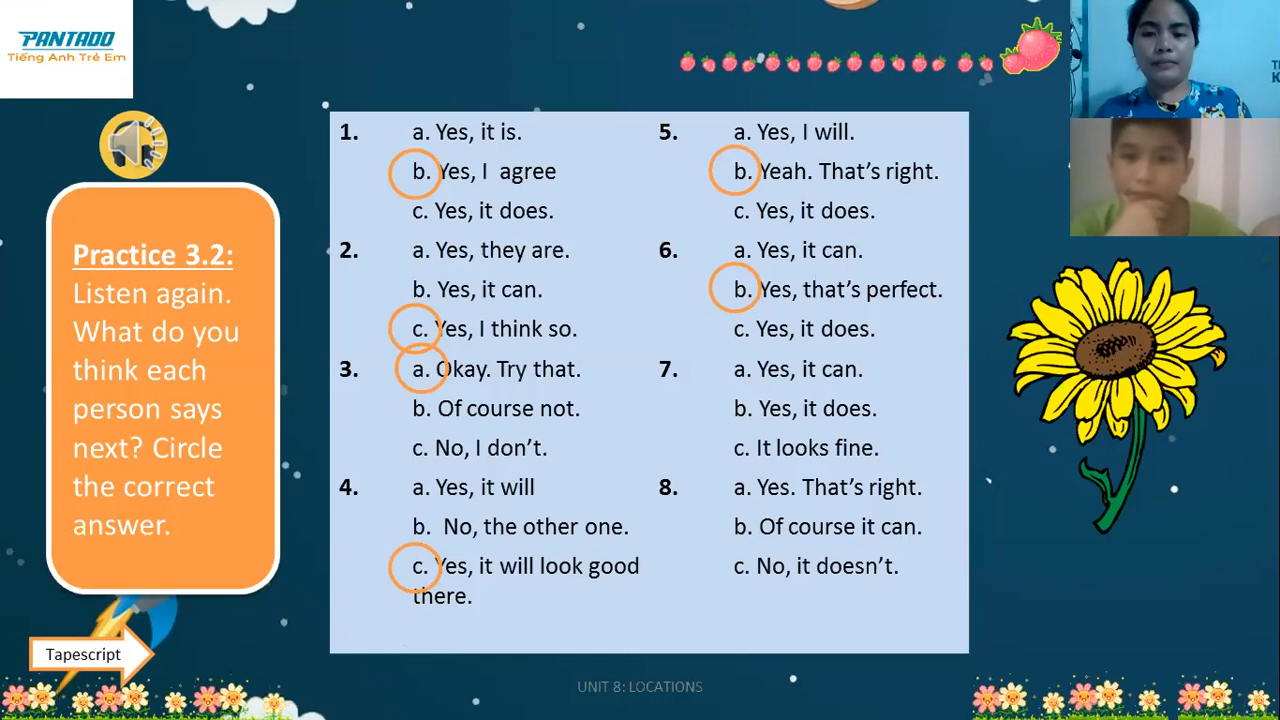 PANTADO
Tiếng Anh Trẻ Em
Practice 3.2:
Listen again.
What do you
think each
person says
next? Circle
the correct
answer.
Tapescript
1. a. Yes, it is.
b. Yes, I agree
c. Yes, it does.
2. a. Yes, they are.
b. Yes, it can.
c. Yes, I think so.
3. a. Okay. Try that.
b. Of course not.
c. No, I don't.
4. a. Yes, it will
b. No, the other one.
c. Yes, it will look good
there.
5. a. Yes, I will.
b. Yeah. That's right.
c. Yes, it does.
6. a. Yes, it can.
b. Yes, that's perfect.
c. Yes, it does.
7. a. Yes, it can.
b. Yes, it does.
c. It looks fine.
8. a. Yes. That's right.
b. Of course it can.
c. No, it doesn't.
UNIT 8: LOCATIONS